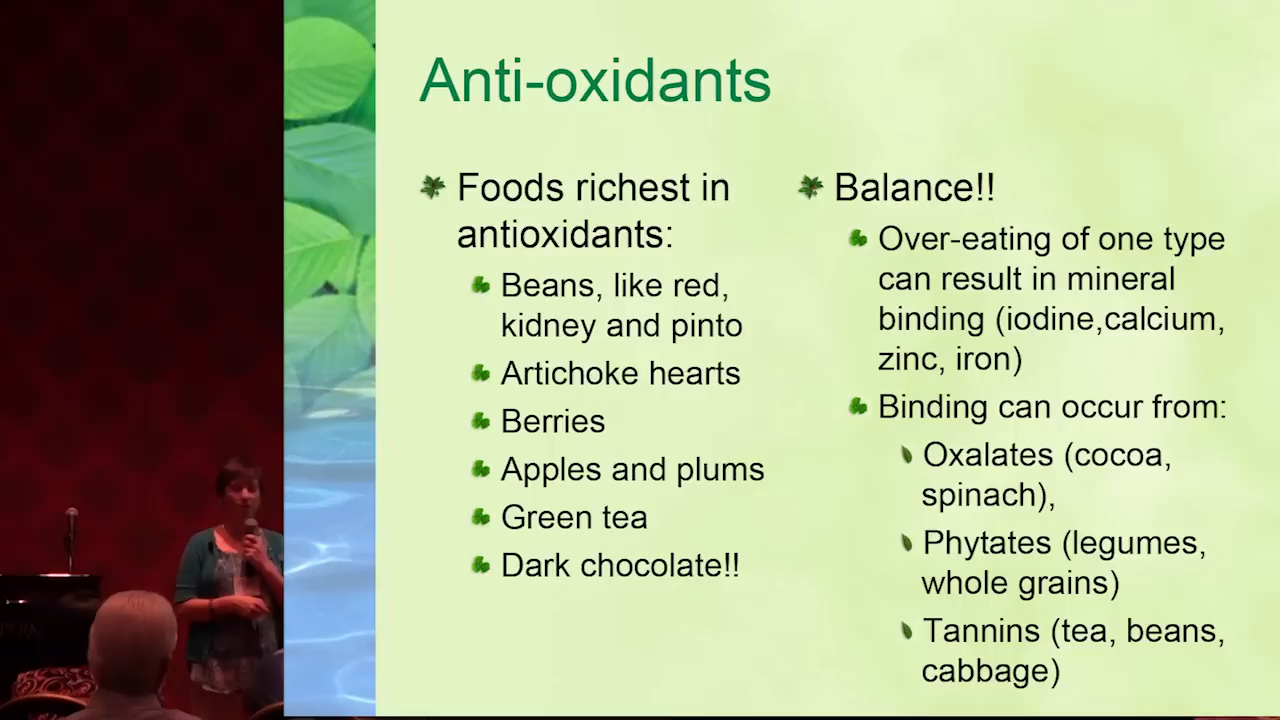 Anti-oxidants
Foods richest in
antioxidants:
Beans, like red,
kidney and pinto
Artichoke hearts
Berries
Apples and plums
Green tea
Dark chocolate!!
Balance!!
Over-eating of one type
can result in mineral
binding (iodine,calcium,
zinc, iron)
Binding can occur from:
Oxalates (cocoa,
spinach),
Phytates (legumes,
whole grains)
Tannins (tea, beans,
cabbage)